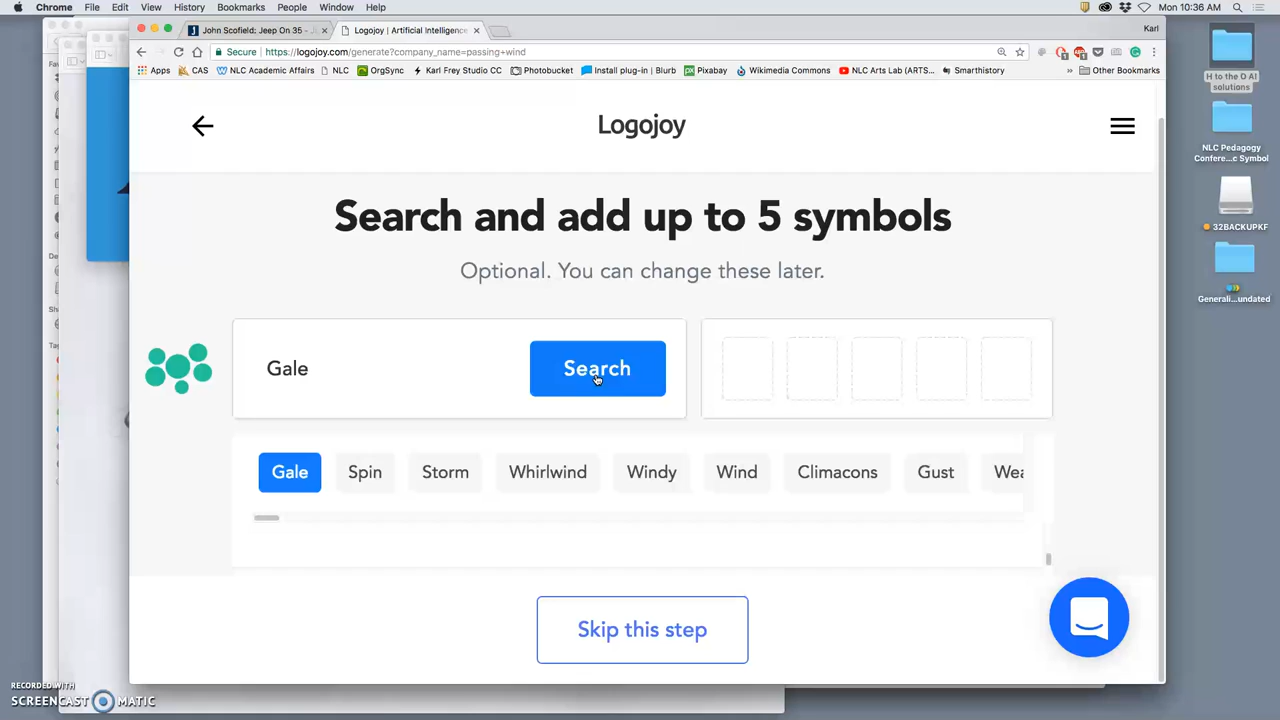 Chrome File Edit View History Bookmarks People Window Help
Mon 10:36 AM
John Scofield: Jeep On 35 -
Logojoy | Artificial Intelligence
Karl
Secure https://logojoy.com/generate?company_name=passing+wind
Apps CAS NLC Academic Affairs NLC OrgSync Karl Frey Studio CC Photobucket Install plug-in | Blurb Pixabay Wikimedia Commons NLC Arts Lab (ARTS... Smarthistory » Other Bookmarks
H to the O AI
solutions
Logojoy
NLC Pedagogy
Confere...c Symbol
Search and add up to 5 symbols
32BACKUPKF
Optional. You can change these later.
Generali...undated
Gale
Search
Gale Spin Storm Whirlwind Windy Wind Climacons Gust Wea
Skip this step
RECORDED WITH
SCREENCAST MATIC